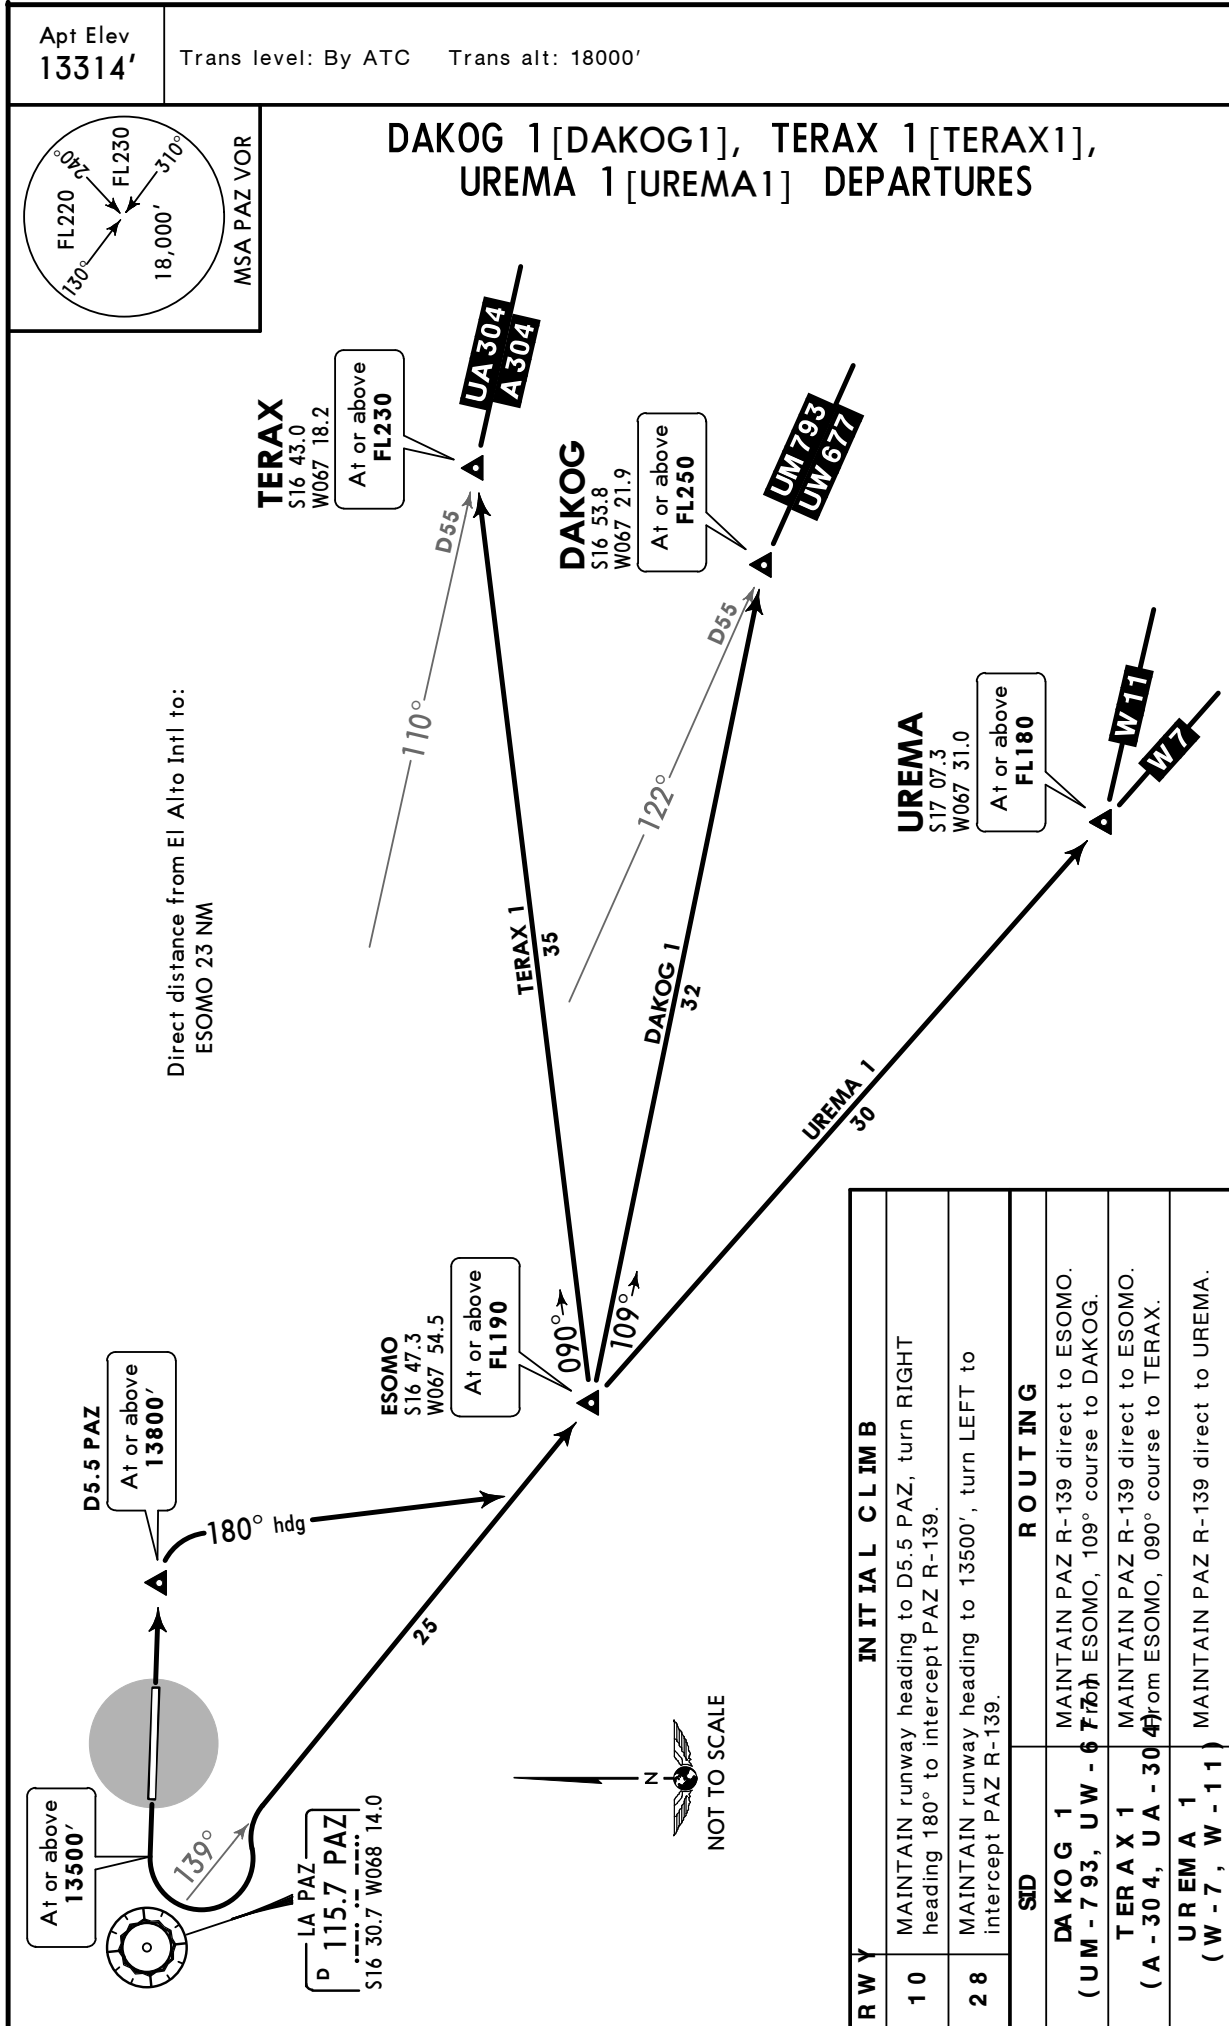 Apt Elev
13314'
Trans level: By ATC Trans alt: 18000'
DAKOG 1 [DAKOG1], TERAX 1 [TERAX1],
UREMA 1 [UREMA1] DEPARTURES
240°
FL230
310°
FL220
130°
18,000'
MSA PAZ VOR
UA 304
A 304
TERAX
S16 43.0
W067 18.2
At or above
FL230
D55
110°
DAKOG
S16 53.8
W067 21.9
At or above
FL250
UM 793
UW 677
D55
122°
UREMA
S17 07.3
W067 31.0
At or above
FL180
W 11
W 7
Direct distance from El Alto Intl to:
ESOMO 23 NM
TERAX 1
35
DAKOG 1
32
UREMA 1
30
ESOMO
S16 47.3
W067 54.5
At or above
FL190
090°
109°
D5.5 PAZ
At or above
13800'
180° hdg
25
At or above
13500'
139°
LA PAZ
D 115.7 PAZ
S16 30.7 W068 14.0
N
NOT TO SCALE
RWY INITIAL CLIMB
10 MAINTAIN runway heading to D5.5 PAZ, turn RIGHT
heading 180° to intercept PAZ R-139.
28 MAINTAIN runway heading to 13500', turn LEFT to
intercept PAZ R-139.
SID ROUTING
DAKOG 1 MAINTAIN PAZ R-139 direct to ESOMO.
(UM-793, UW-677) From ESOMO, 109° course to DAKOG.
TERAX 1 MAINTAIN PAZ R-139 direct to ESOMO.
(A-304, UA-304) From ESOMO, 090° course to TERAX.
UREMA 1 MAINTAIN PAZ R-139 direct to UREMA.
(W-7, W-11)